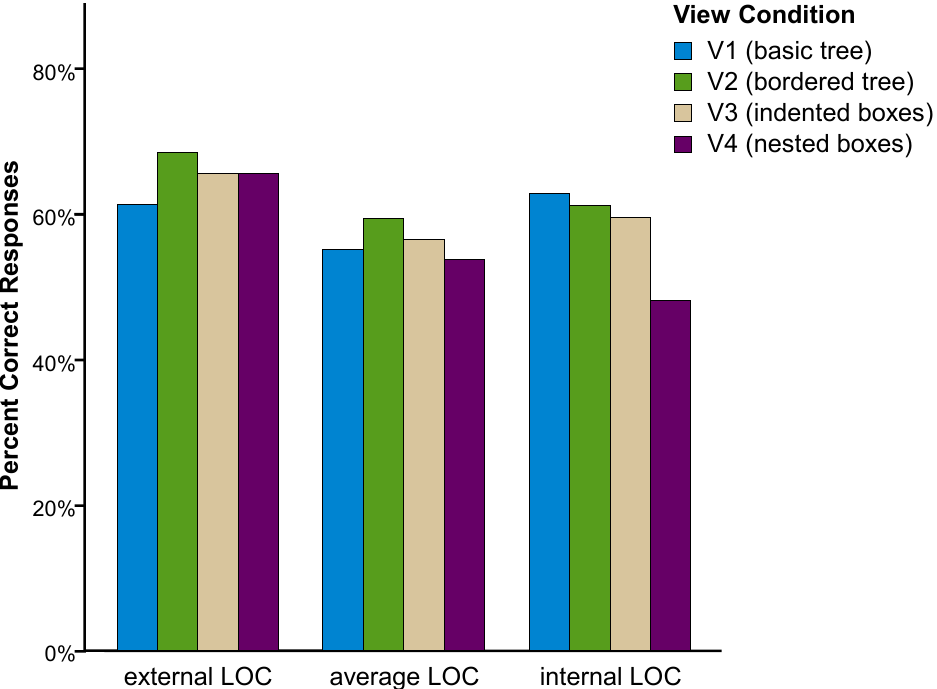 View Condition
V1 (basic tree)
V2 (bordered tree)
V3 (indented boxes)
V4 (nested boxes)
Percent Correct Responses
80%
60%
40%
20%
0%
external LOC
average LOC
internal LOC